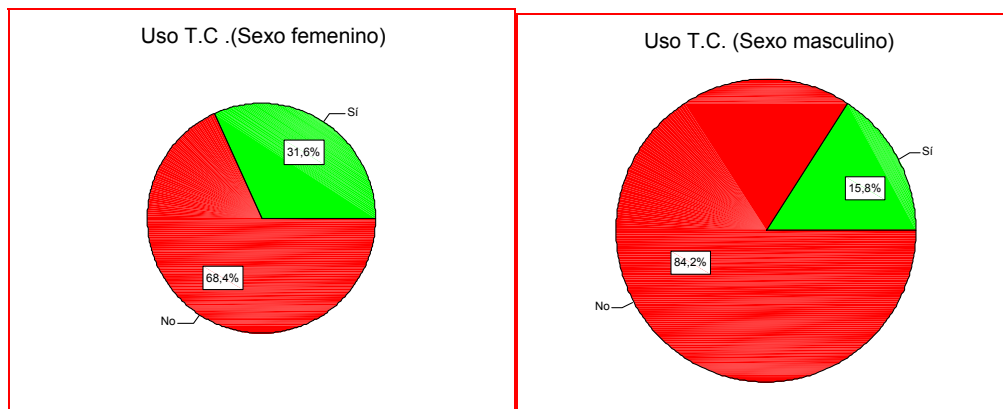 Uso T.C .(Sexo femenino)
Sí
31,6%
68,4%
No
Uso T.C. (Sexo masculino)
Sí
15,8%
84,2%
No